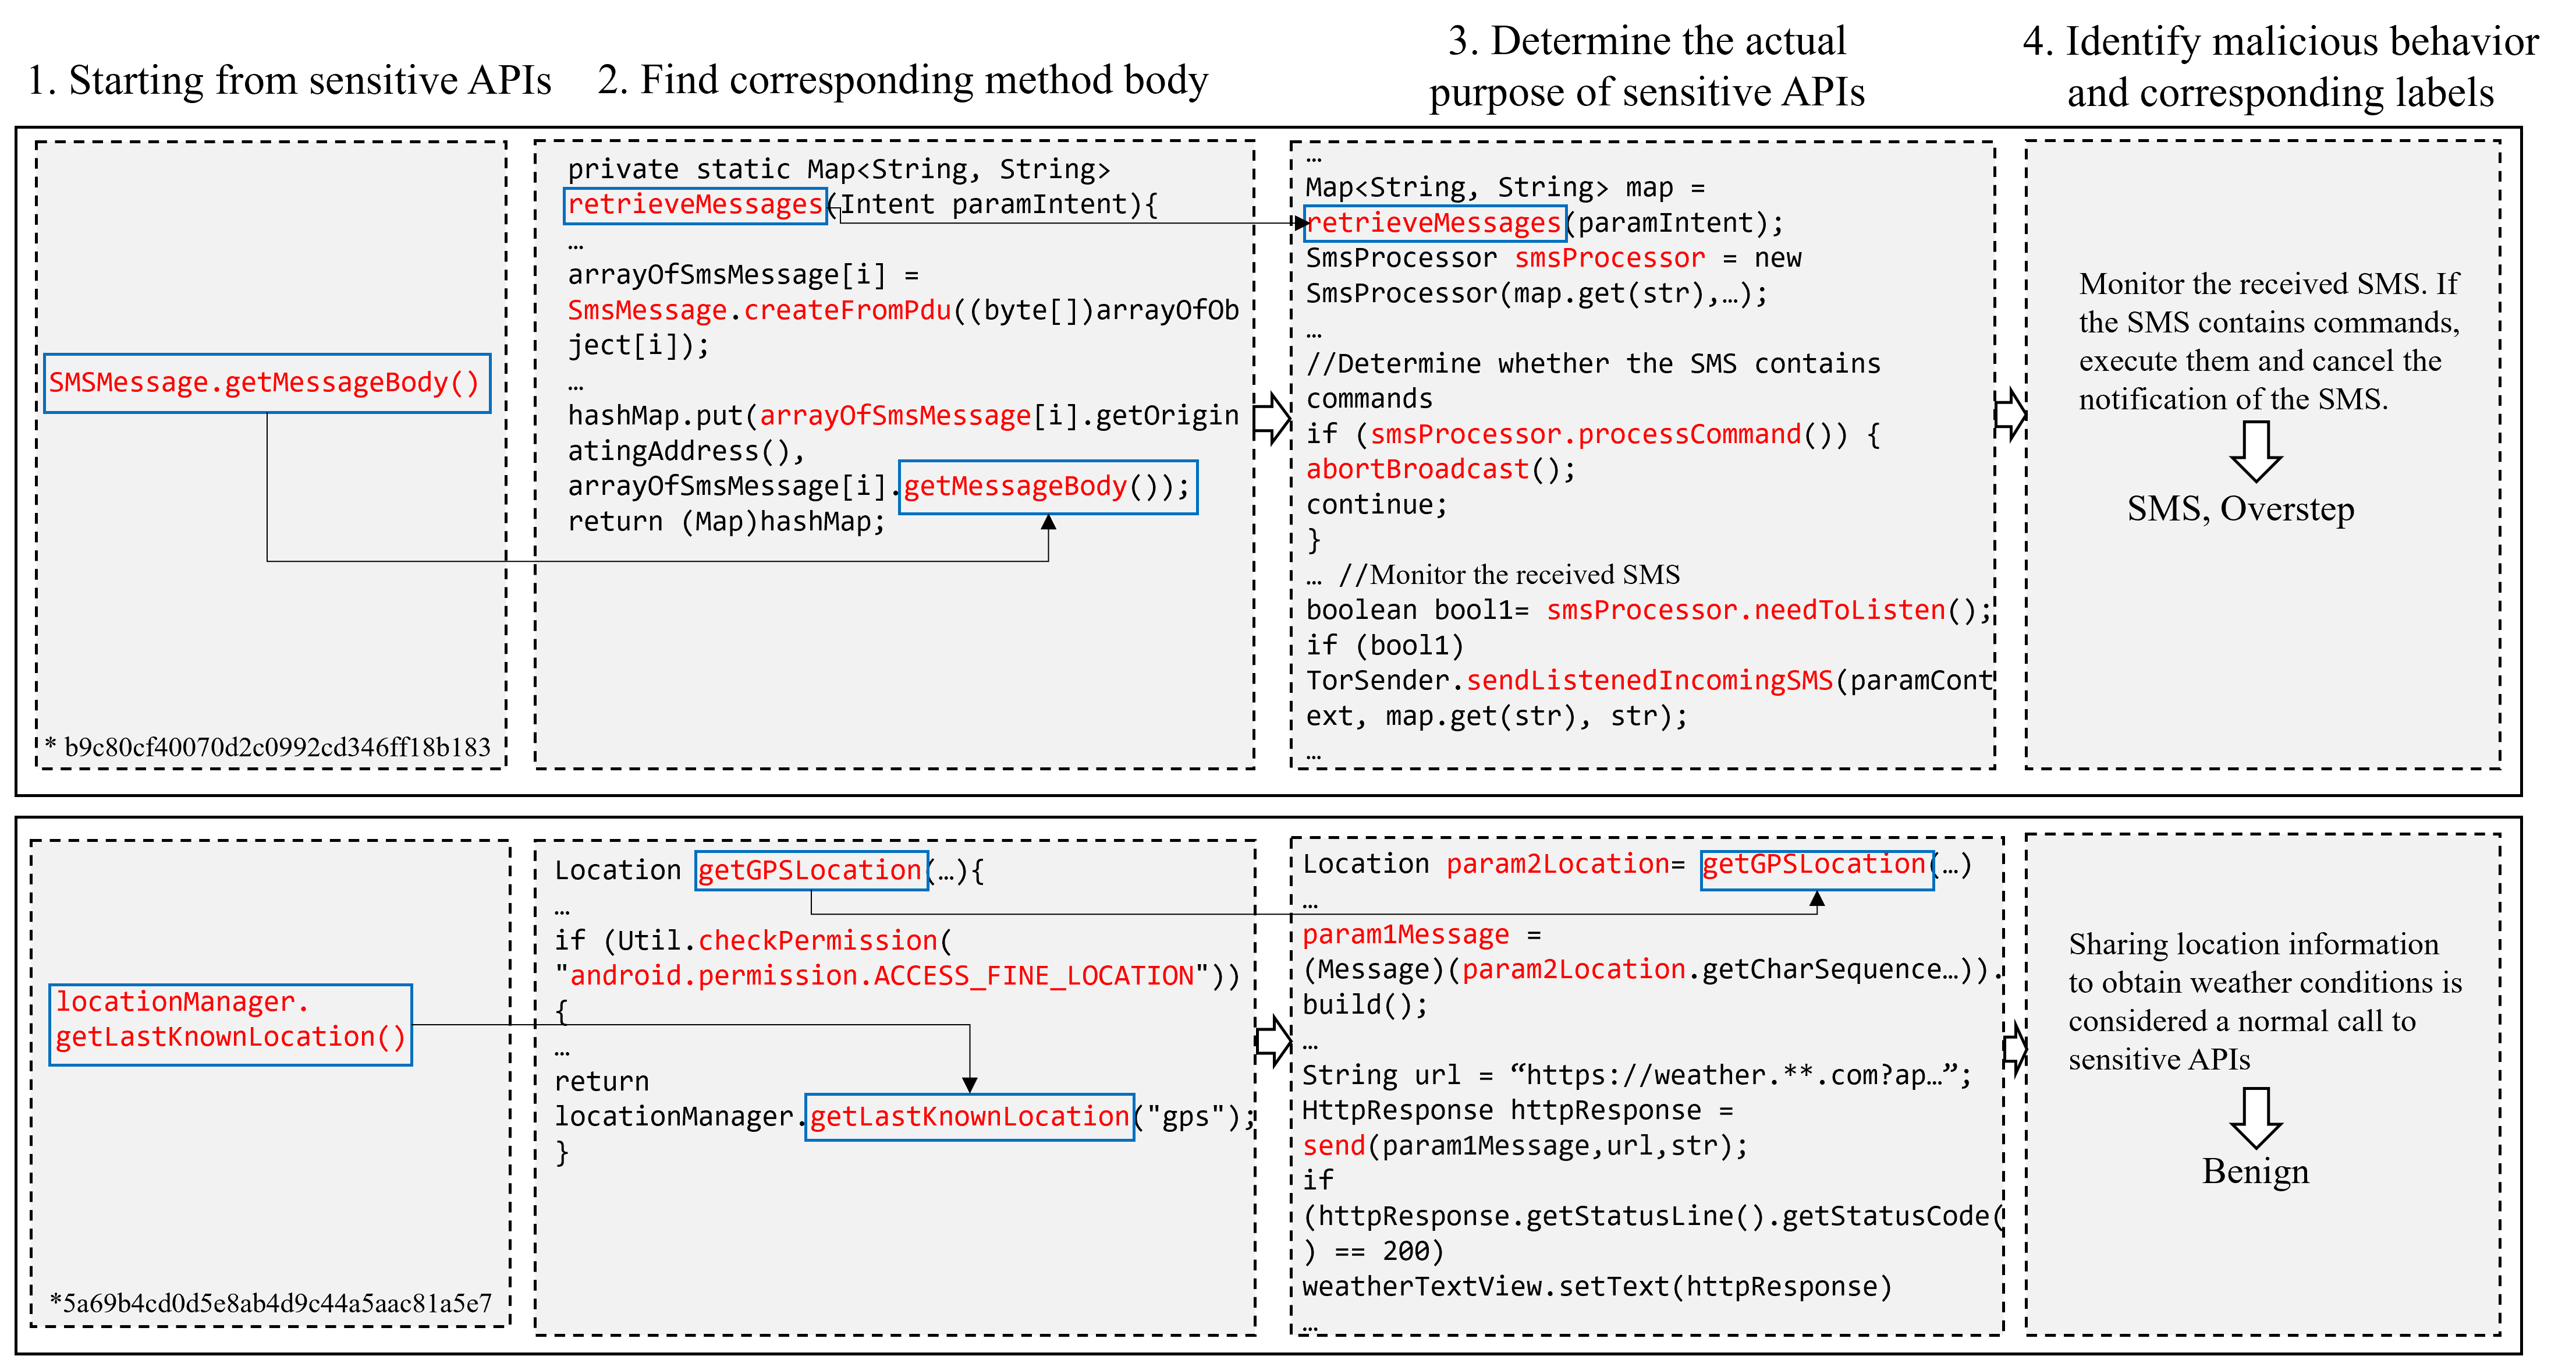 1. Starting from sensitive APIs
2. Find corresponding method body
3. Determine the actual
purpose of sensitive APIs
4. Identify malicious behavior
and corresponding labels
SMSMessage.getMessageBody()
* b9c80cf40070d2c0992cd346ff18b183
private static Map<String, String>
retrieveMessages(Intent paramIntent){
…
arrayOfSmsMessage[i] =
SmsMessage.createFromPdu((byte[])arrayOfOb
ject[i]);
…
hashMap.put(arrayOfSmsMessage[i].getOrigin
atingAddress(),
arrayOfSmsMessage[i].getMessageBody());
return (Map)hashMap;
…
Map<String, String> map =
retrieveMessages(paramIntent);
SmsProcessor smsProcessor = new
SmsProcessor(map.get(str),…);
…
//Determine whether the SMS contains
commands
if (smsProcessor.processCommand()) {
abortBroadcast();
continue;
}
… //Monitor the received SMS
boolean bool1= smsProcessor.needToListen();
if (bool1)
TorSender.sendListenedIncomingSMS(paramCont
ext, map.get(str), str);
…
Monitor the received SMS. If
the SMS contains commands,
execute them and cancel the
notification of the SMS.
SMS, Overstep
locationManager.
getLastKnownLocation()
*5a69b4cd0d5e8ab4d9c44a5aac81a5e7
Location getGPSLocation(…){
…
if (Util.checkPermission(
"android.permission.ACCESS_FINE_LOCATION"))
{
…
return
locationManager.getLastKnownLocation("gps");
}
Location param2Location= getGPSLocation(…)
…
param1Message =
(Message)(param2Location.getCharSequence…)).
build();
…
String url = “https://weather.**.com?ap…”;
HttpResponse httpResponse =
send(param1Message,url,str);
if
(httpResponse.getStatusLine().getStatusCode(
) == 200)
weatherTextView.setText(httpResponse)
…
Sharing location information
to obtain weather conditions is
considered a normal call to
sensitive APIs
Benign